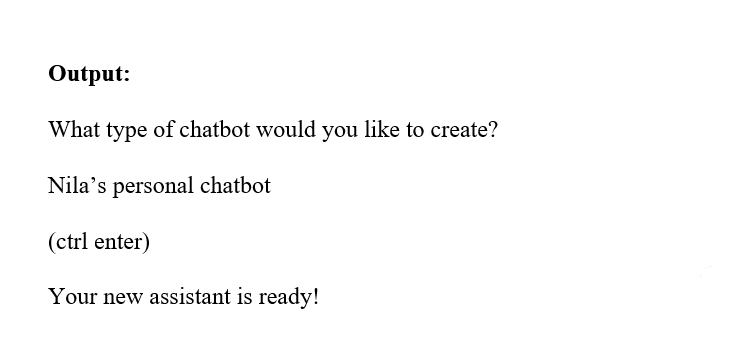 Output:
What type of chatbot would you like to create?
Nila’s personal chatbot
(ctrl enter)
Your new assistant is ready!